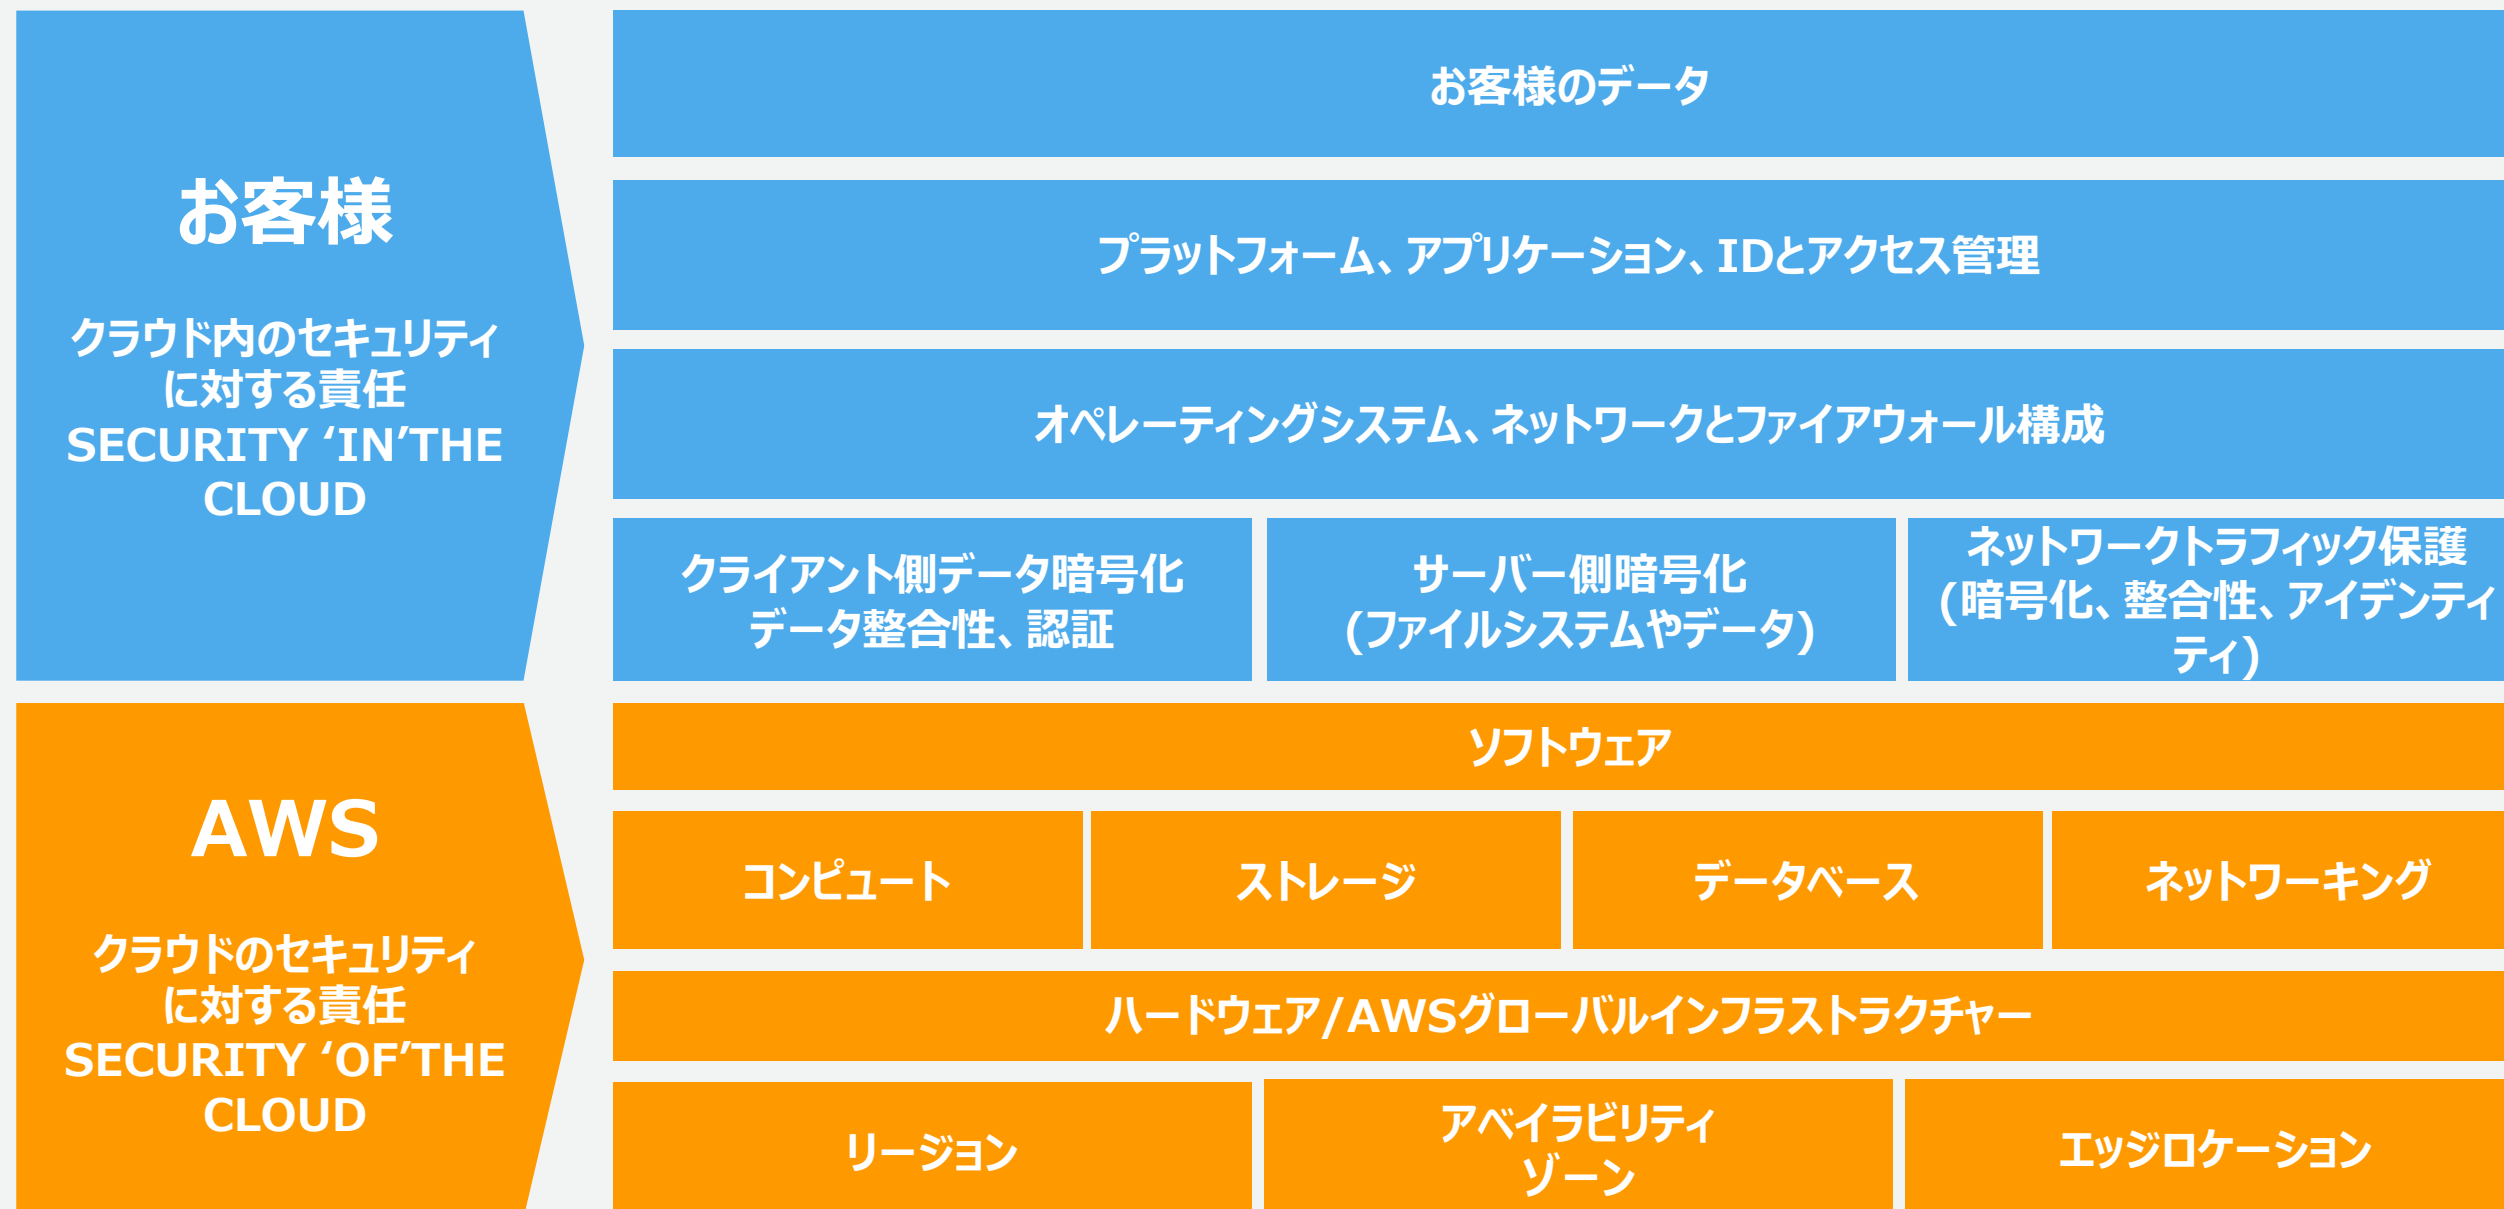 お客様
クラウド内のセキュリティ
に対する責任
SECURITY ‘IN’THE
CLOUD
お客様のデータ
プラットフォーム、アプリケーション、IDとアクセス管理
オペレーティングシステム、ネットワークとファイアウォール構成
クライアント側データ暗号化
データ整合性、認証
サーバー側暗号化
(ファイルシステムやデータ)
ネットワークトラフィック保護
(暗号化、整合性、アイデンティ
ティ)
AWS
クラウドのセキュリティ
に対する責任
SECURITY ‘OF’THE
CLOUD
ソフトウェア
コンピュート
ストレージ
データベース
ネットワーキング
ハードウェア/AWSグローバルインフラストラクチャー
リージョン
アベイラビリティ
ゾーン
エッジロケーション